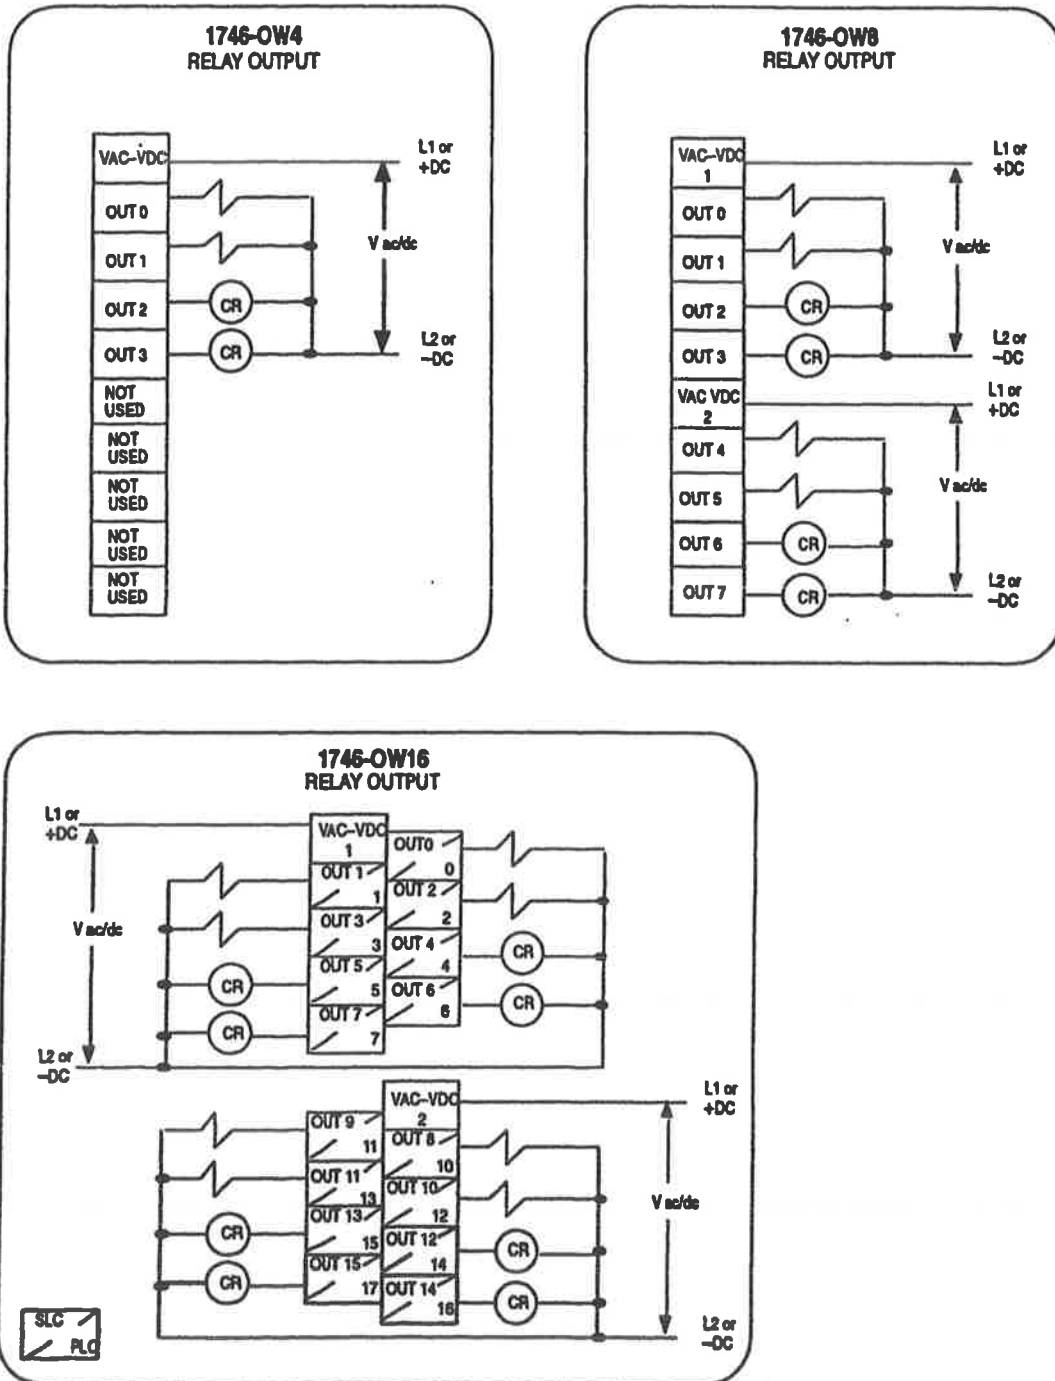 1746-OW4
RELAY OUTPUT
VAC-VDC
L1 or
+DC
OUT 0
OUT 1
V ac/dc
OUT 2
CR
OUT 3
CR
L2 or
-DC
NOT
USED
NOT
USED
NOT
USED
NOT
USED
NOT
USED
1746-OW8
RELAY OUTPUT
VAC-VDC
1
L1 or
+DC
OUT 0
OUT 1
V ac/dc
OUT 2
CR
OUT 3
CR
L2 or
-DC
VAC VDC
2
L1 or
+DC
OUT 4
OUT 5
V ac/dc
OUT 6
CR
OUT 7
CR
L2 or
-DC
1746-OW16
RELAY OUTPUT
L1 or
+DC
VAC-VDC
1
OUT0
0
OUT 1
1
OUT 2
2
V ac/dc
OUT 3
3
OUT 4
4
CR
CR
OUT 5
5
OUT 6
6
CR
CR
OUT 7
7
L2 or
-DC
VAC-VDC
2
L1 or
+DC
OUT 9
11
OUT 8
10
OUT 11
13
OUT 10
12
V ac/dc
CR
OUT 13
15
OUT 12
14
CR
CR
OUT 15
17
OUT 14
16
CR
L2 or
-DC
SLC
PLC